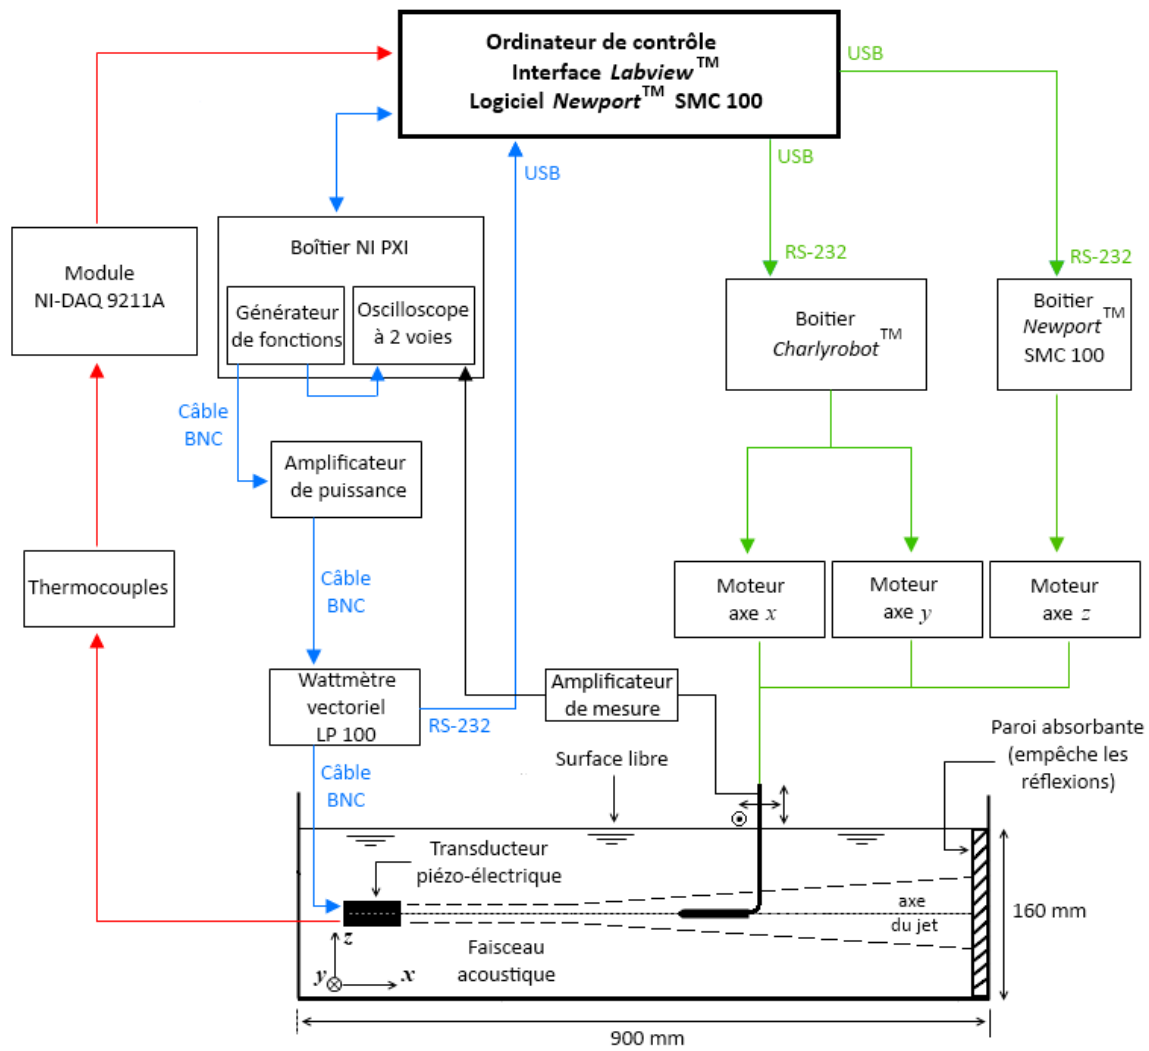 Ordinateur de contrôle
Interface Labview™
Logiciel Newport™ SMC 100
USB
USB
USB
Boîtier NI PXI
Module
NI-DAQ 9211A
Générateur
de fonctions
Oscilloscope
à 2 voies
RS-232
RS-232
Boitier
Charlyrobot™
Boitier
Newport™
SMC 100
Câble
BNC
Amplificateur
de puissance
Thermocouples
Câble
BNC
Moteur
axe x
Moteur
axe y
Moteur
axe z
Wattmètre
vectoriel
LP 100
RS-232
Amplificateur
de mesure
Paroi absorbante
(empêche les
réflexions)
Surface libre
Câble
BNC
Transducteur
piézo-électrique
axe
du jet
160 mm
Faisceau
acoustique
z
y
x
900 mm